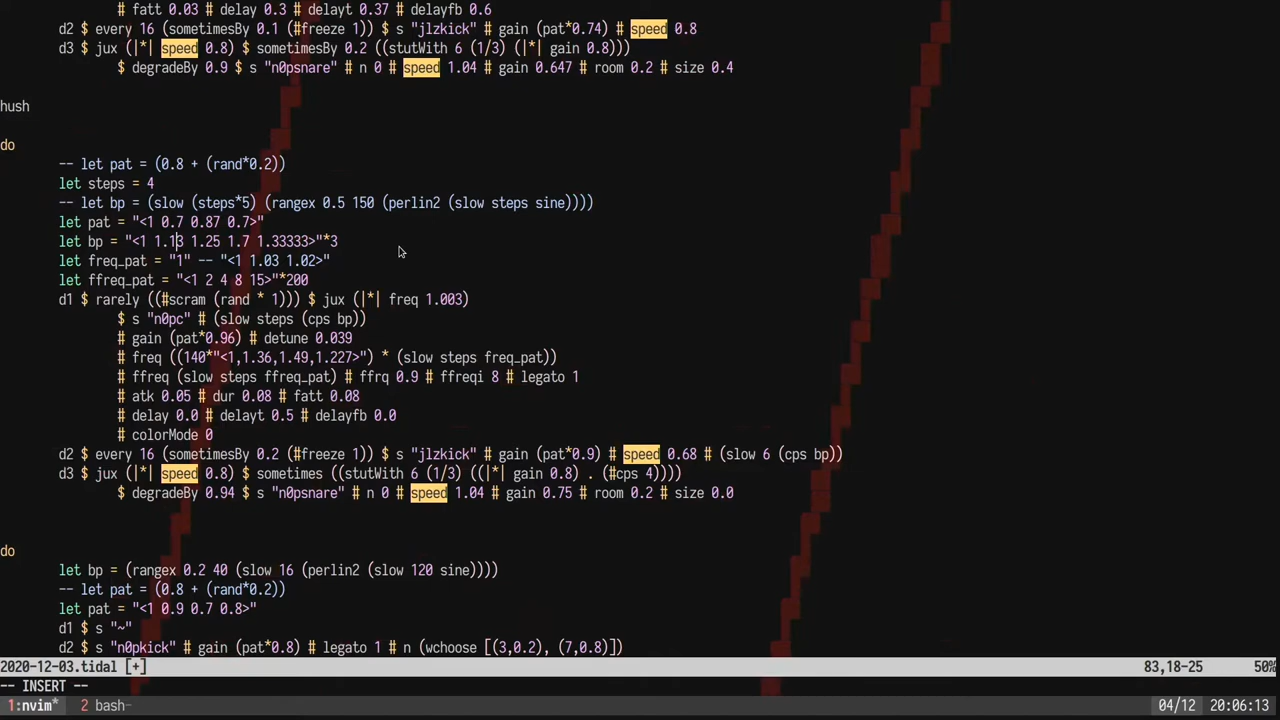 # fatt 0.03 # delay 0.3 # delayt 0.37 # delayfb 0.6
d2 $ every 16 (sometimesBy 0.1 (#freeze 1)) $ s "jlzkick" # gain (pat*0.74) # speed 0.8
d3 $ jux (|*| speed 0.8) $ sometimesBy 0.2 ((stutWith 6 (1/3) (|*| gain 0.8)))
$ degradeBy 0.9 $ s "n0psnare" # n 0 # speed 1.04 # gain 0.647 # room 0.2 # size 0.4
hush
do
-- let pat = (0.8 + (rand*0.2))
let steps = 4
-- let bp = (slow (steps*5) (rangex 0.5 150 (perlin2 (slow steps sine))))
let pat = "<1 0.7 0.87 0.7>"
let bp = "<1 1.13 1.25 1.7 1.33333>"*3
let freq_pat = "1" -- "<1 1.03 1.02>"
let ffreq_pat = "<1 2 4 8 15>"*200
d1 $ rarely ((#scram (rand * 1))) $ jux (|*| freq 1.003)
$ s "n0pc" # (slow steps (cps bp))
# gain (pat*0.96) # detune 0.039
# freq ((140*"<1,1.36,1.49,1.227>") * (slow steps freq_pat))
# ffreq (slow steps ffreq_pat) # ffrq 0.9 # ffreqi 8 # legato 1
# atk 0.05 # dur 0.08 # fatt 0.08
# delay 0.0 # delayt 0.5 # delayfb 0.0
# colorMode 0
d2 $ every 16 (sometimesBy 0.2 (#freeze 1)) $ s "jlzkick" # gain (pat*0.9) # speed 0.68 # (slow 6 (cps bp))
d3 $ jux (|*| speed 0.8) $ sometimes ((stutWith 6 (1/3) ((|*| gain 0.8) . (#cps 4))))
$ degradeBy 0.94 $ s "n0psnare" # n 0 # speed 1.04 # gain 0.75 # room 0.2 # size 0.0
do
let bp = (rangex 0.2 40 (slow 16 (perlin2 (slow 120 sine))))
-- let pat = (0.8 + (rand*0.2))
let pat = "<1 0.9 0.7 0.8>"
d1 $ s "~"
d2 $ s "n0pkick" # gain (pat*0.8) # legato 1 # n (wchoose [(3,0.2), (7,0.8)])
2020-12-03.tidal [+] 83,18-25 50%
-- INSERT --
1:nvim* 2 bash- 04/12 20:06:13